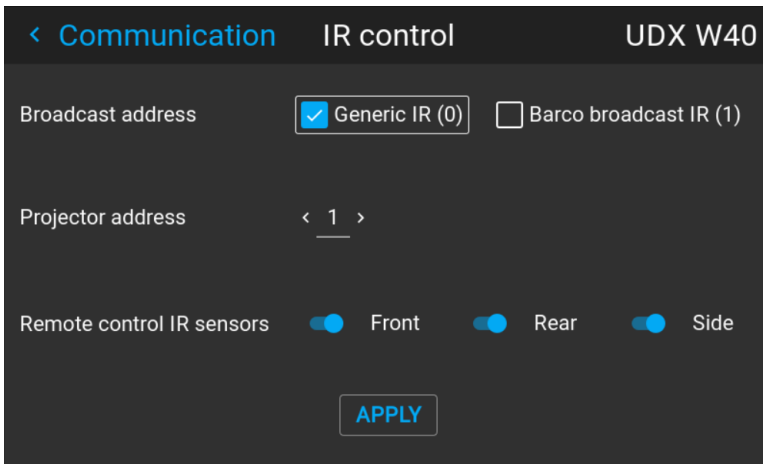 ‹ Communication IR control UDX W40
Broadcast address Generic IR (0) Barco broadcast IR (1)
Projector address ‹ 1 ›
Remote control IR sensors Front Rear Side
APPLY